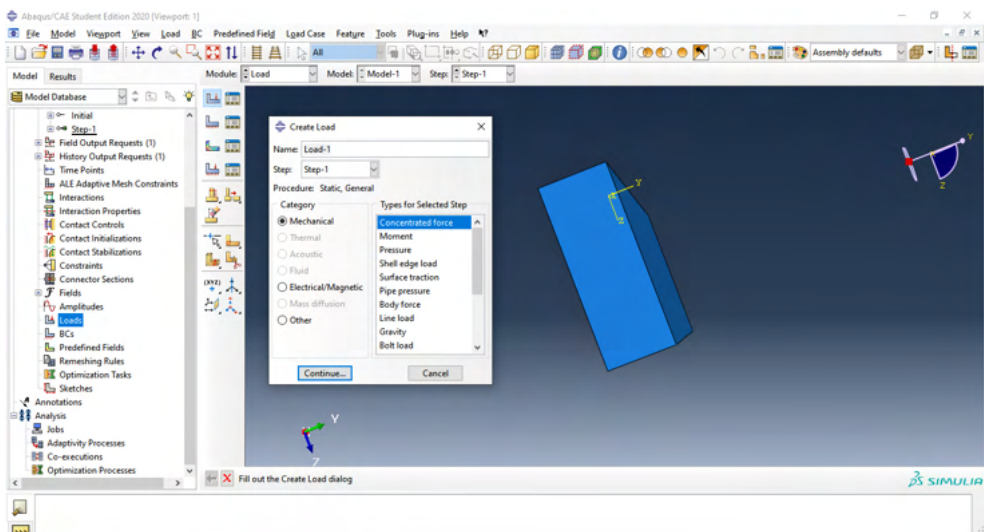 Abaqus/CAE Student Edition 2020 [Viewport: 1]
File Model Viewport View Load BC Predefined Field Load Case Feature Tools Plug-ins Help
All
Assembly defaults
Model Results
Module: Load Model: Model-1 Step: Step-1
Model Database
Initial
Step-1
Field Output Requests (1)
History Output Requests (1)
Time Points
ALE Adaptive Mesh Constraints
Interactions
Interaction Properties
Contact Controls
Contact Initializations
Contact Stabilizations
Constraints
Connector Sections
Fields
Amplitudes
Loads
BCs
Predefined Fields
Remeshing Rules
Optimization Tasks
Sketches
Annotations
Analysis
Jobs
Adaptivity Processes
Co-executions
Optimization Processes
(XYZ)
Create Load
Name: Load-1
Step: Step-1
Procedure: Static, General
Category
Mechanical
Thermal
Acoustic
Fluid
Electrical/Magnetic
Mass diffusion
Other
Types for Selected Step
Concentrated force
Moment
Pressure
Shell edge load
Surface traction
Pipe pressure
Body force
Line load
Gravity
Bolt load
Continue... Cancel
Y
Z
Y
Z
Y
Z
Fill out the Create Load dialog
SIMULIA